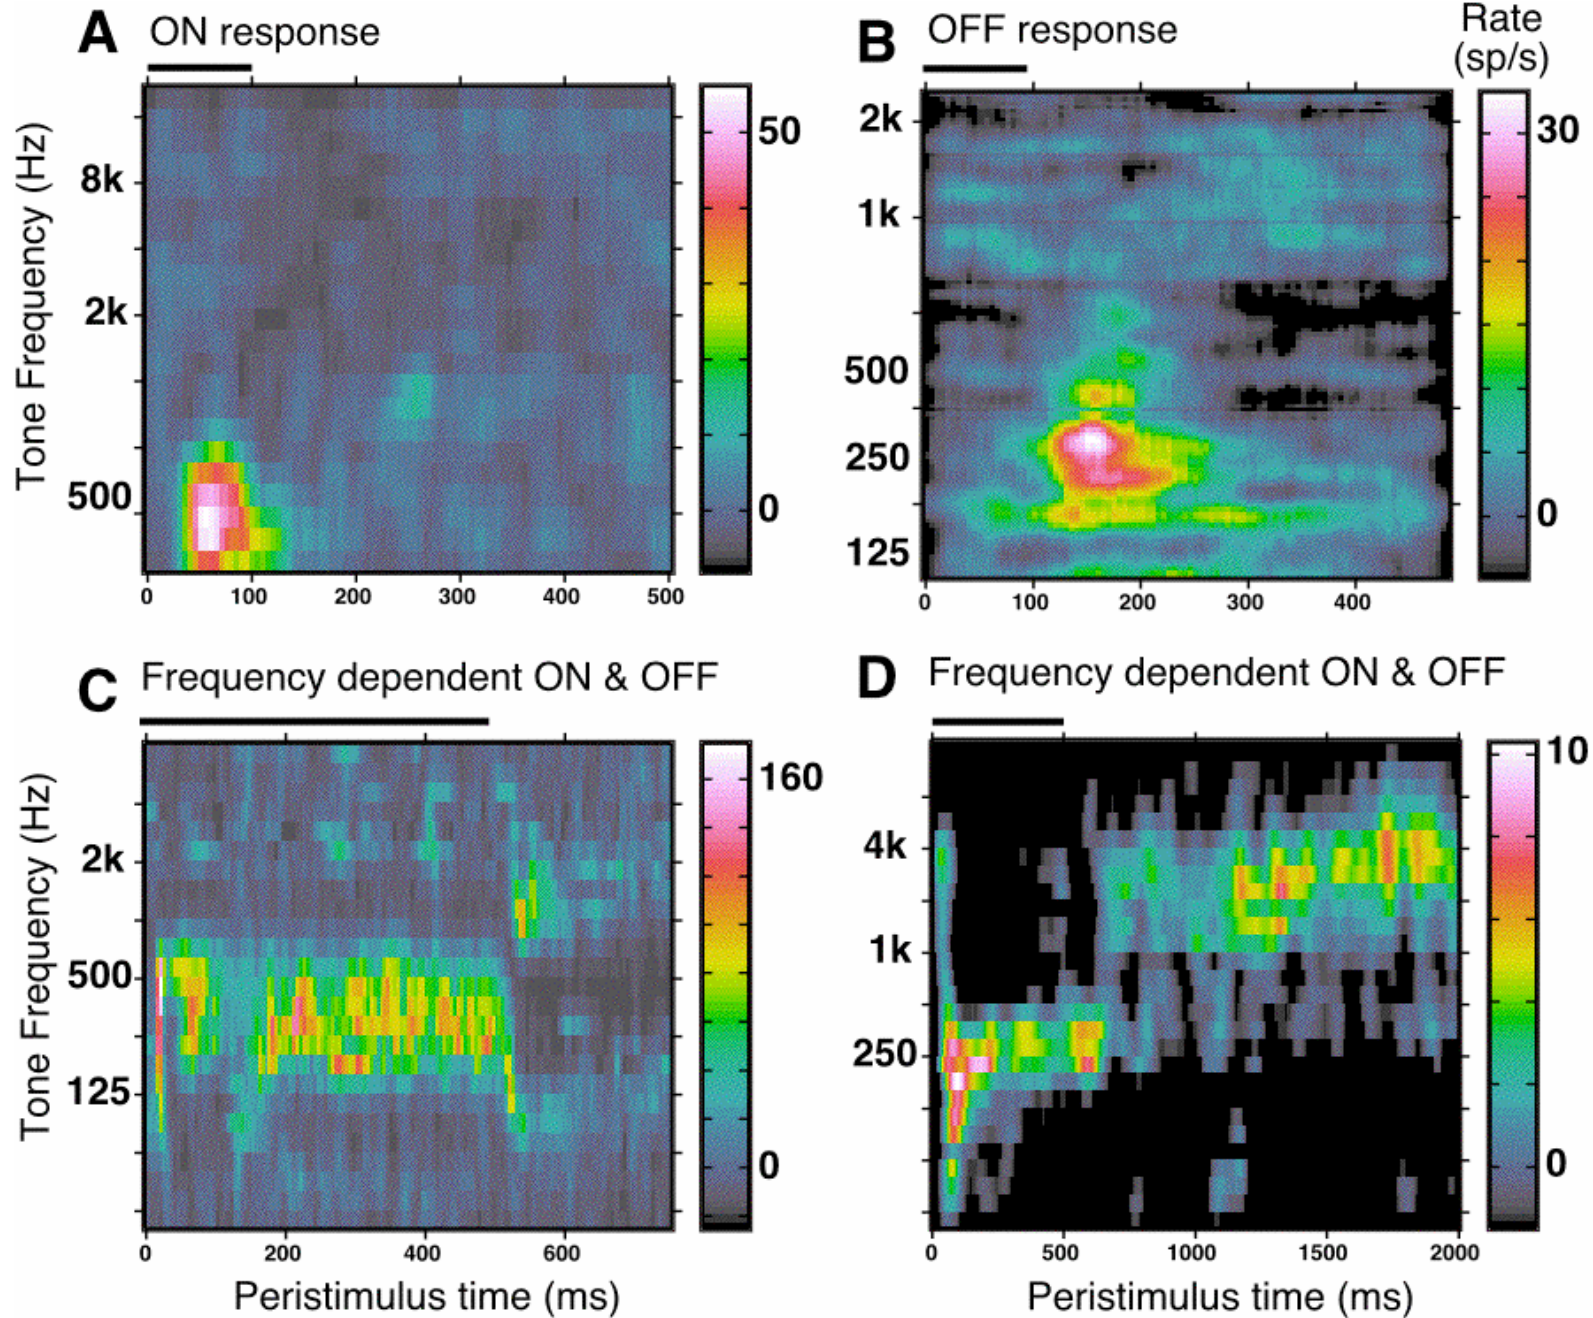 A ON response
Tone Frequency (Hz)
8k
2k
500
0 100 200 300 400 500
50
0
B OFF response
Rate
(sp/s)
2k
1k
500
250
125
0 100 200 300 400
30
0
C Frequency dependent ON & OFF
Tone Frequency (Hz)
2k
500
125
0 200 400 600
Peristimulus time (ms)
160
0
D Frequency dependent ON & OFF
4k
1k
250
0 500 1000 1500 2000
Peristimulus time (ms)
10
0